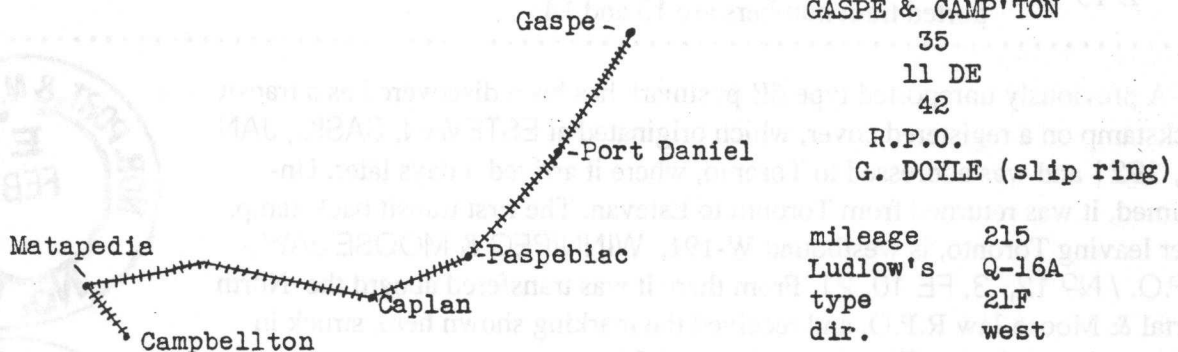 GASPE & CAMP'TON
35
11 DE
42
R.P.O.
G. DOYLE (slip ring)
mileage 215
Ludlow's Q-16A
type 21F
dir. west
Gaspe
Port Daniel
Paspebiac
Caplan
Matapedia
Campbellton